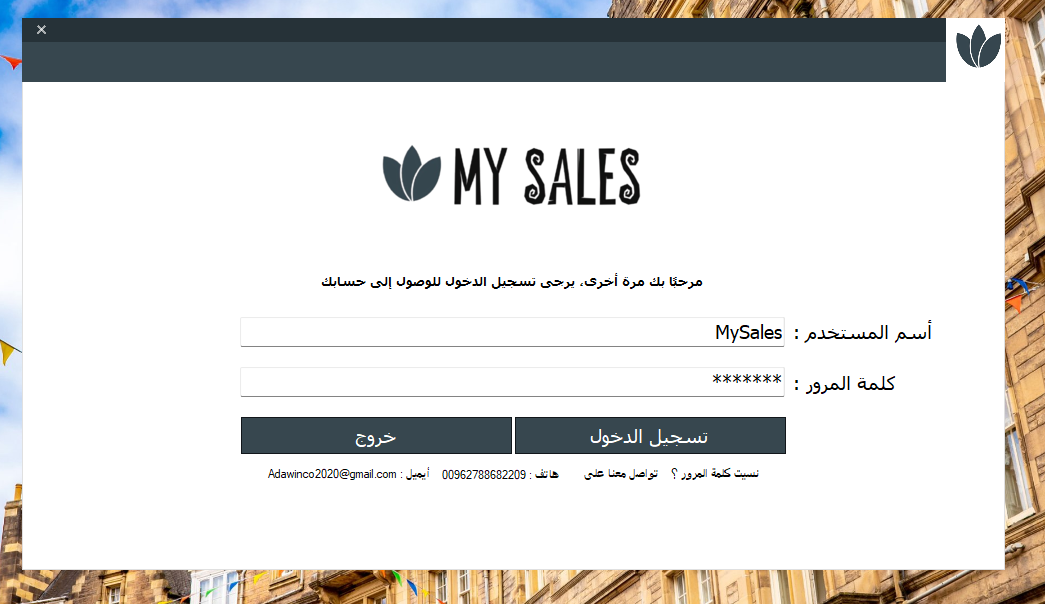 MY SALES
مرحبًا بك مرة أخرى، يرجى تسجيل الدخول للوصول إلى حسابك
أسم المستخدم : MySales
كلمة المرور : *******
تسجيل الدخول خروج
نسيت كلمة المرور ؟ تواصل معنا على هاتف : 00962788682209 أيميل : Adawinco2020@gmail.com